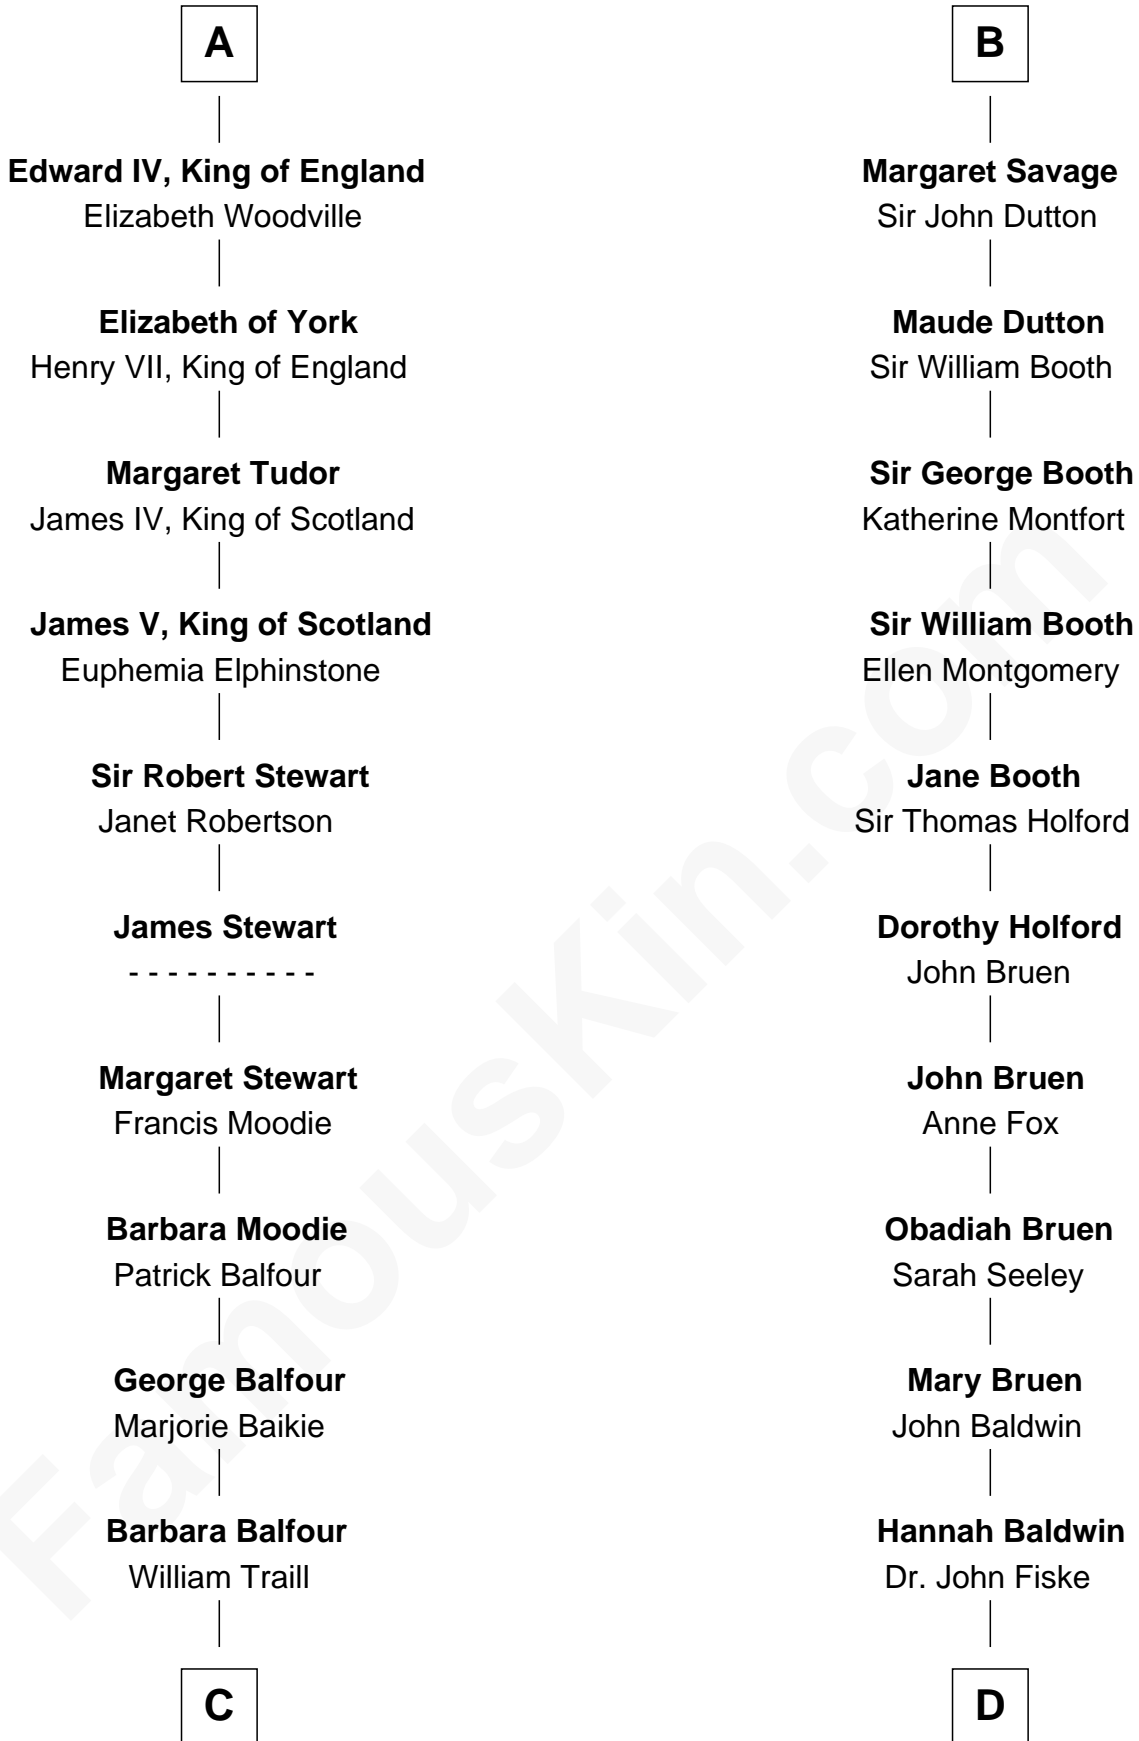 A
B
Edward IV, King of England
Elizabeth Woodville
Margaret Savage
Sir John Dutton
Elizabeth of York
Henry VII, King of England
Maude Dutton
Sir William Booth
Margaret Tudor
James IV, King of Scotland
Sir George Booth
Katherine Montfort
James V, King of Scotland
Euphemia Elphinstone
Sir William Booth
Ellen Montgomery
Sir Robert Stewart
Janet Robertson
Jane Booth
Sir Thomas Holford
James Stewart
- - - - - - - - - -
Dorothy Holford
John Bruen
Margaret Stewart
Francis Moodie
John Bruen
Anne Fox
Barbara Moodie
Patrick Balfour
Obadiah Bruen
Sarah Seeley
George Balfour
Marjorie Baikie
Mary Bruen
John Baldwin
Barbara Balfour
William Traill
Hannah Baldwin
Dr. John Fiske
C
D
FamousKin.com